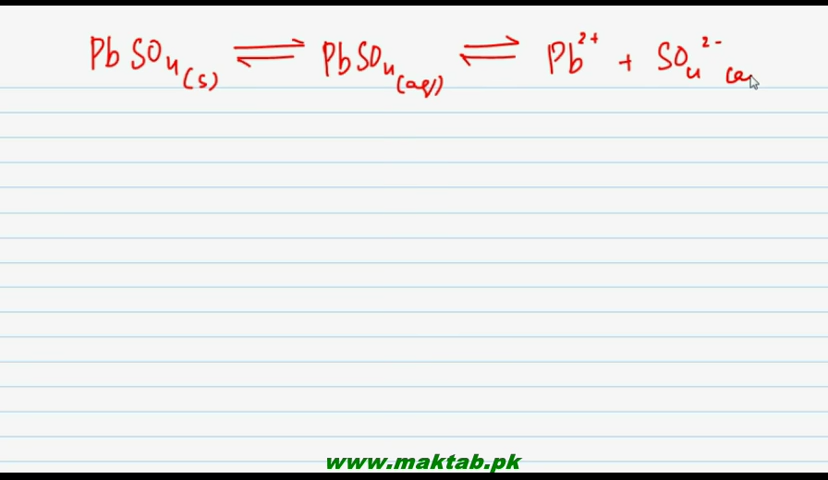 PbSO₄(s) ⇌ PbSO₄(aq) ⇌ Pb²⁺ + SO₄²⁻ (a
www.maktab.pk